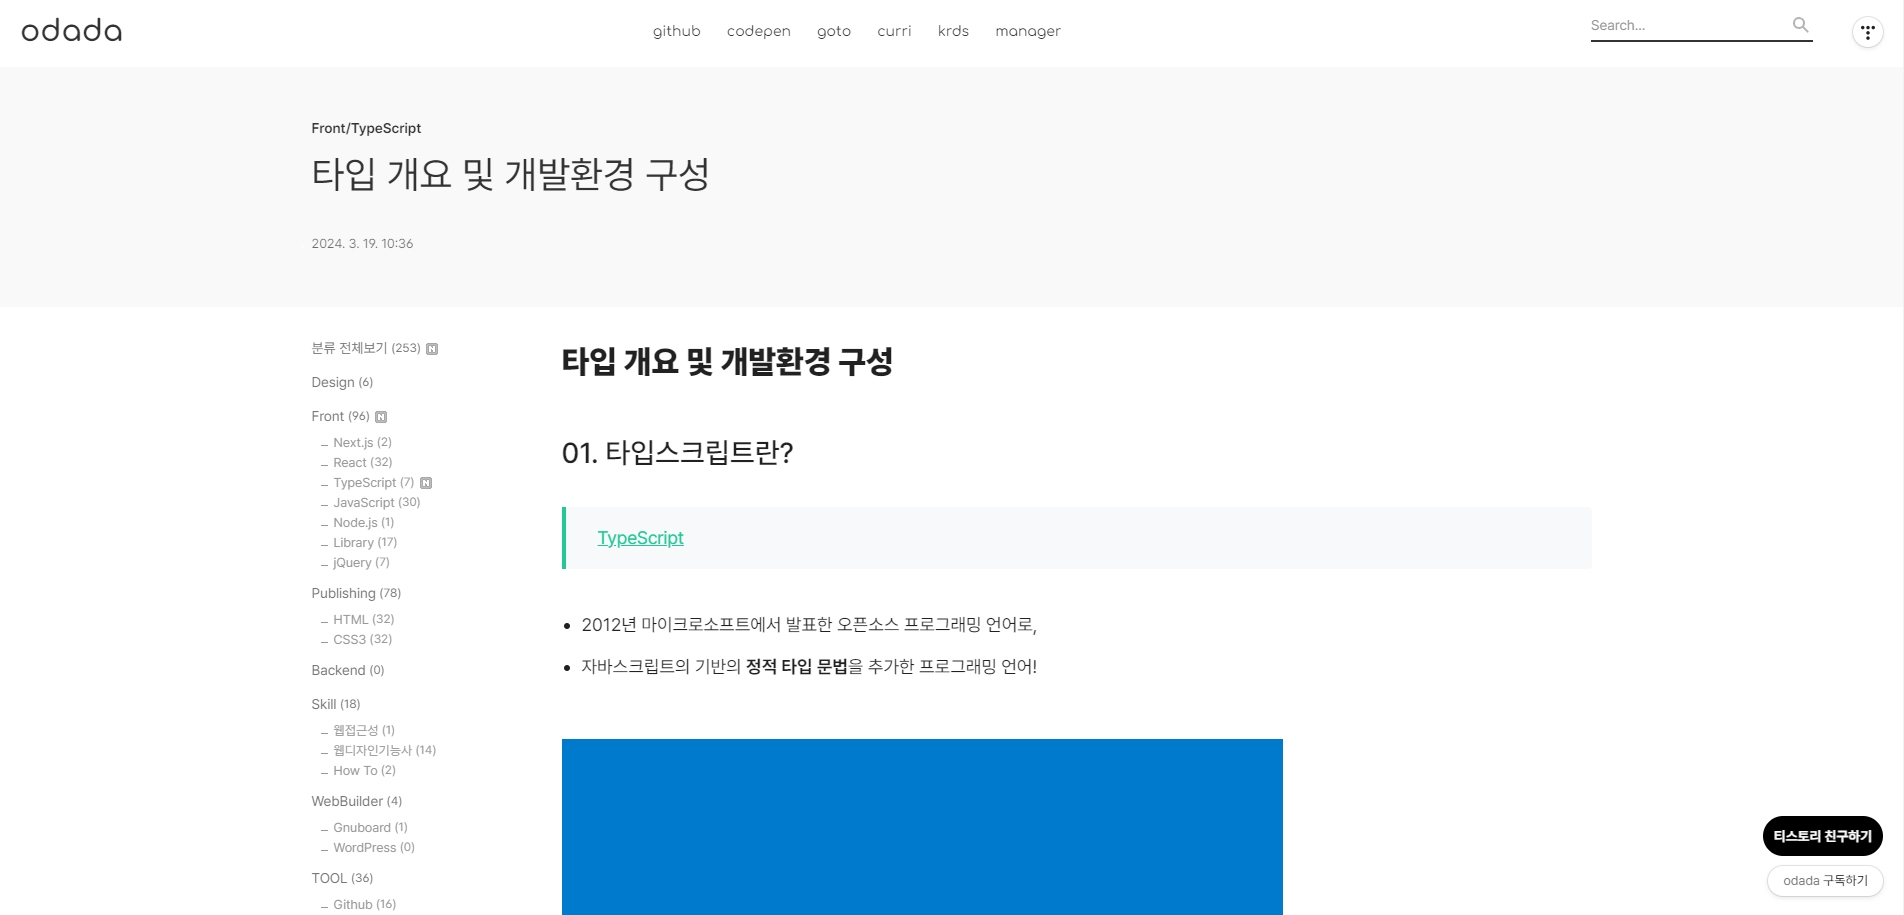 odada
github codepen goto curri krds manager
Search...
Front/TypeScript
타입 개요 및 개발환경 구성
2024. 3. 19. 10:36
분류 전체보기 (253) N
Design (6)
Front (96) N
Next.js (2)
React (32)
TypeScript (7) N
JavaScript (30)
Node.js (1)
Library (17)
jQuery (7)
Publishing (78)
HTML (32)
CSS3 (32)
Backend (0)
Skill (18)
웹접근성 (1)
웹디자인기능사 (14)
How To (2)
WebBuilder (4)
Gnuboard (1)
WordPress (0)
TOOL (36)
Github (16)
타입 개요 및 개발환경 구성
01. 타입스크립트란?
TypeScript
2012년 마이크로소프트에서 발표한 오픈소스 프로그래밍 언어로,
자바스크립트의 기반의 정적 타입 문법을 추가한 프로그래밍 언어!
티스토리 친구하기
odada 구독하기